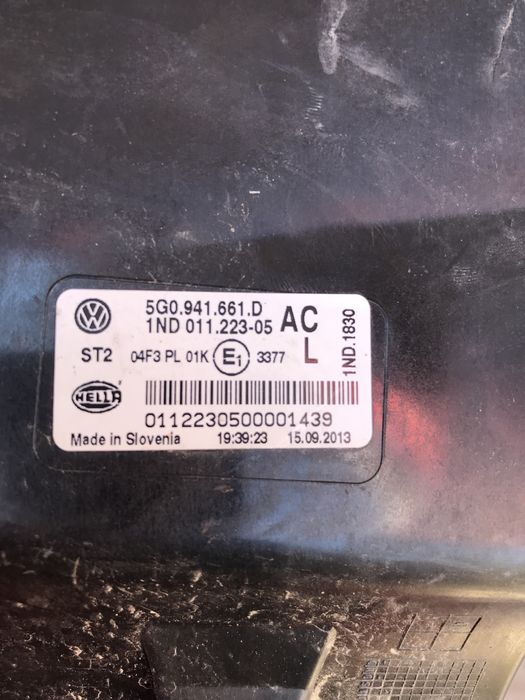 5G0.941.661.D
1ND 011.223-05 AC
ST2 04F3 PL 01K E1 3377 L
1ND.1830
HELLA
0112230500001439
Made in Slovenia 19:39:23 15.09.2013